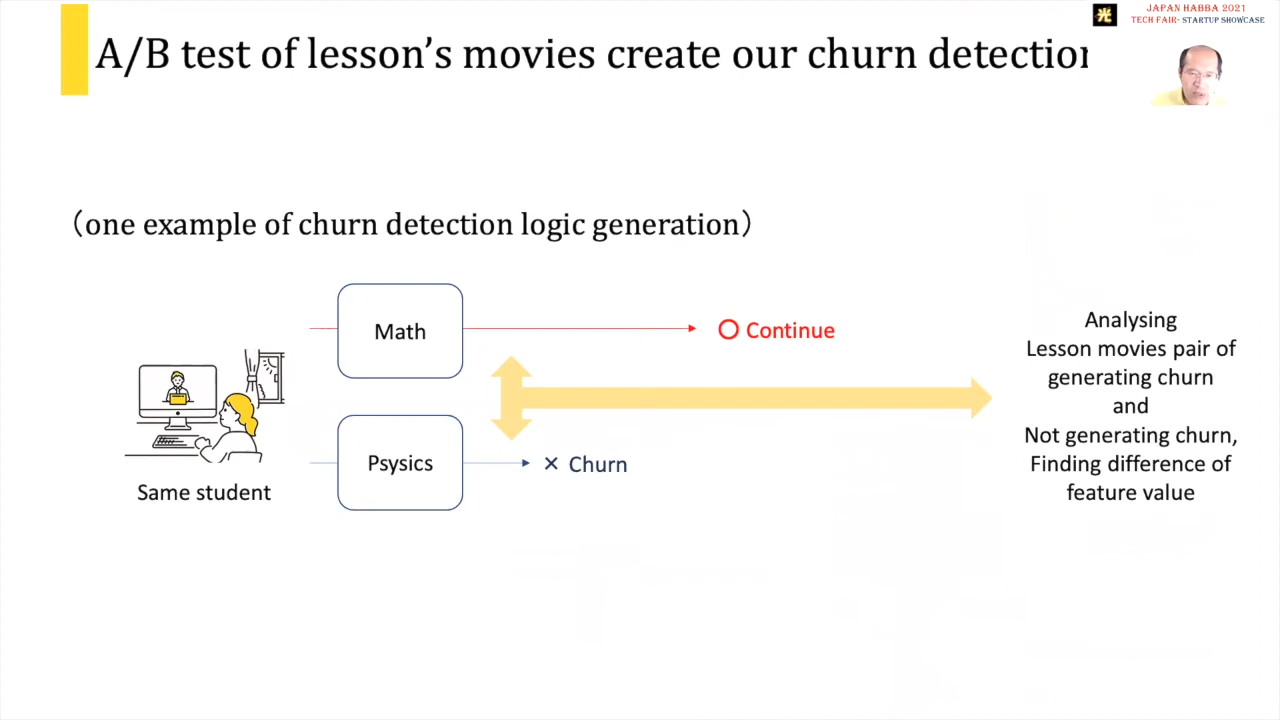 JAPAN HABBA 2021
TECH FAIR- STARTUP SHOWCASE
光
A/B test of lesson's movies create our churn detection
（one example of churn detection logic generation）
Math
○ Continue
Psysics
× Churn
Same student
Analysing
Lesson movies pair of
generating churn
and
Not generating churn,
Finding difference of
feature value